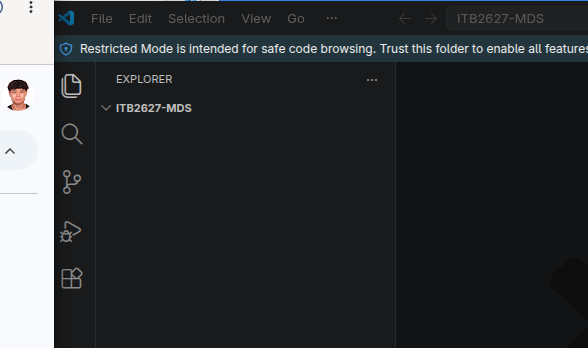 File Edit Selection View Go ··· ITB2627-MDS
Restricted Mode is intended for safe code browsing. Trust this folder to enable all features
EXPLORER ···
ITB2627-MDS